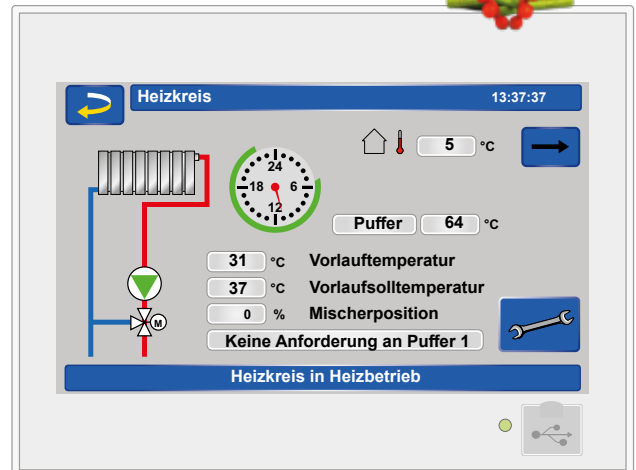 Heizkreis 13:37:37
5 °C
24
18 6
12
Puffer 64 °C
31 °C Vorlauftemperatur
37 °C Vorlaufsolltemperatur
0 % Mischerposition
M
Keine Anforderung an Puffer 1
Heizkreis in Heizbetrieb